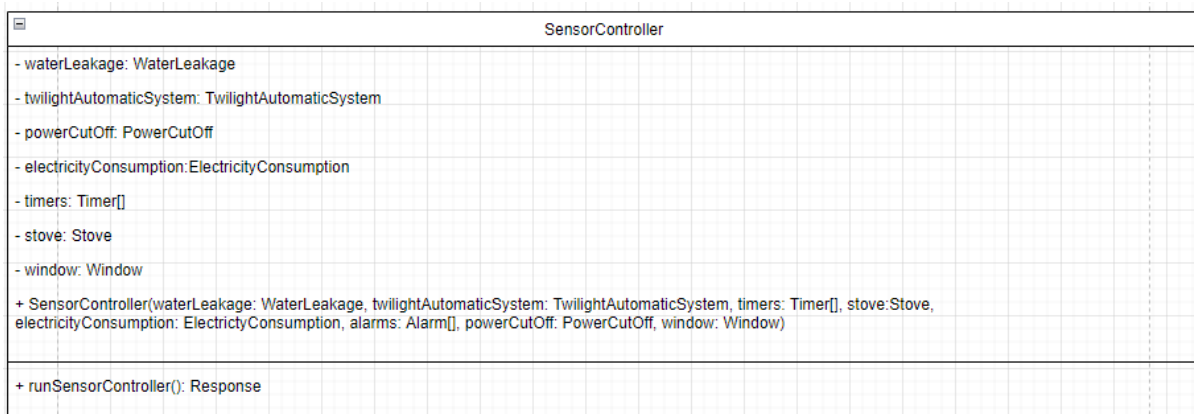 SensorController
- waterLeakage: WaterLeakage
- twilightAutomaticSystem: TwilightAutomaticSystem
- powerCutOff: PowerCutOff
- electricityConsumption:ElectricityConsumption
- timers: Timer[]
- stove: Stove
- window: Window
+ SensorController(waterLeakage: WaterLeakage, twilightAutomaticSystem: TwilightAutomaticSystem, timers: Timer[], stove:Stove,
electricityConsumption: ElectrictyConsumption, alarms: Alarm[], powerCutOff: PowerCutOff, window: Window)
+ runSensorController(): Response